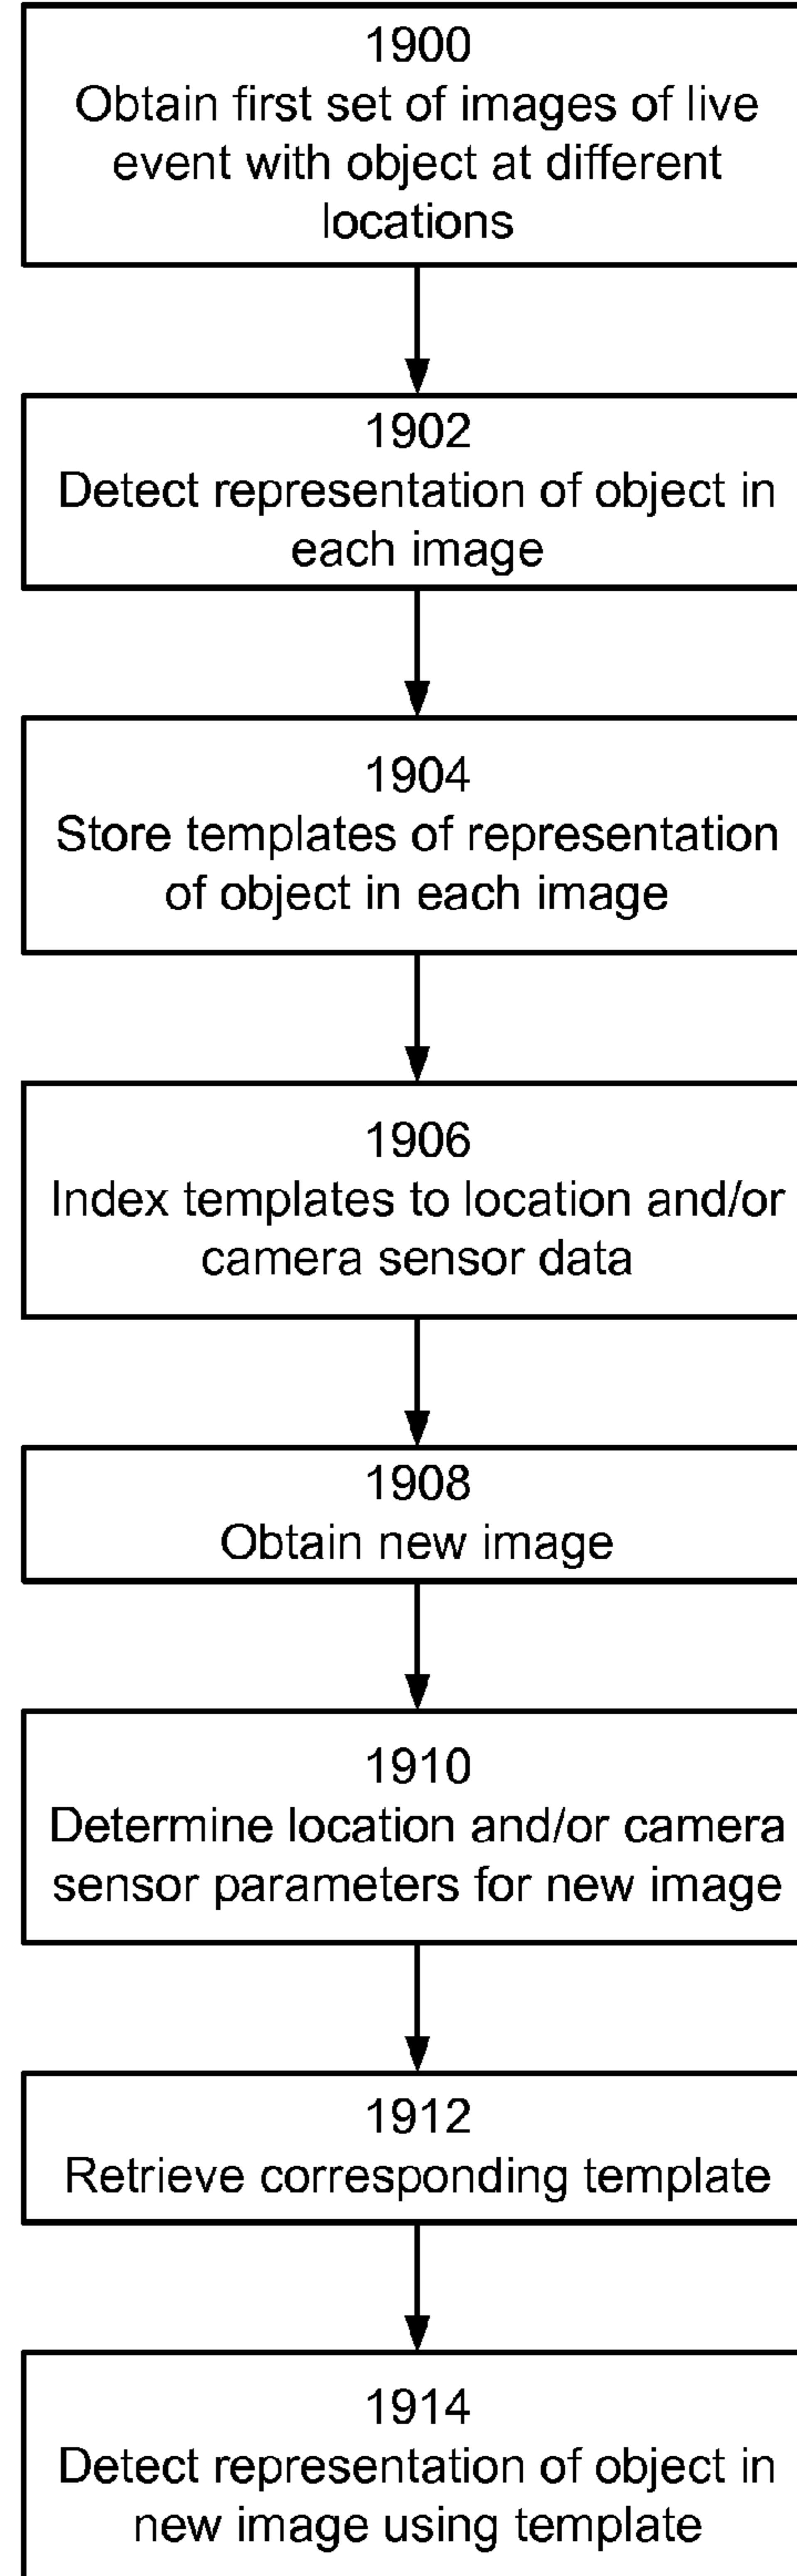 1900
Obtain first set of images of live
event with object at different
locations
1902
Detect representation of object in
each image
1904
Store templates of representation
of object in each image
1906
Index templates to location and/or
camera sensor data
1908
Obtain new image
1910
Determine location and/or camera
sensor parameters for new image
1912
Retrieve corresponding template
1914
Detect representation of object in
new image using template